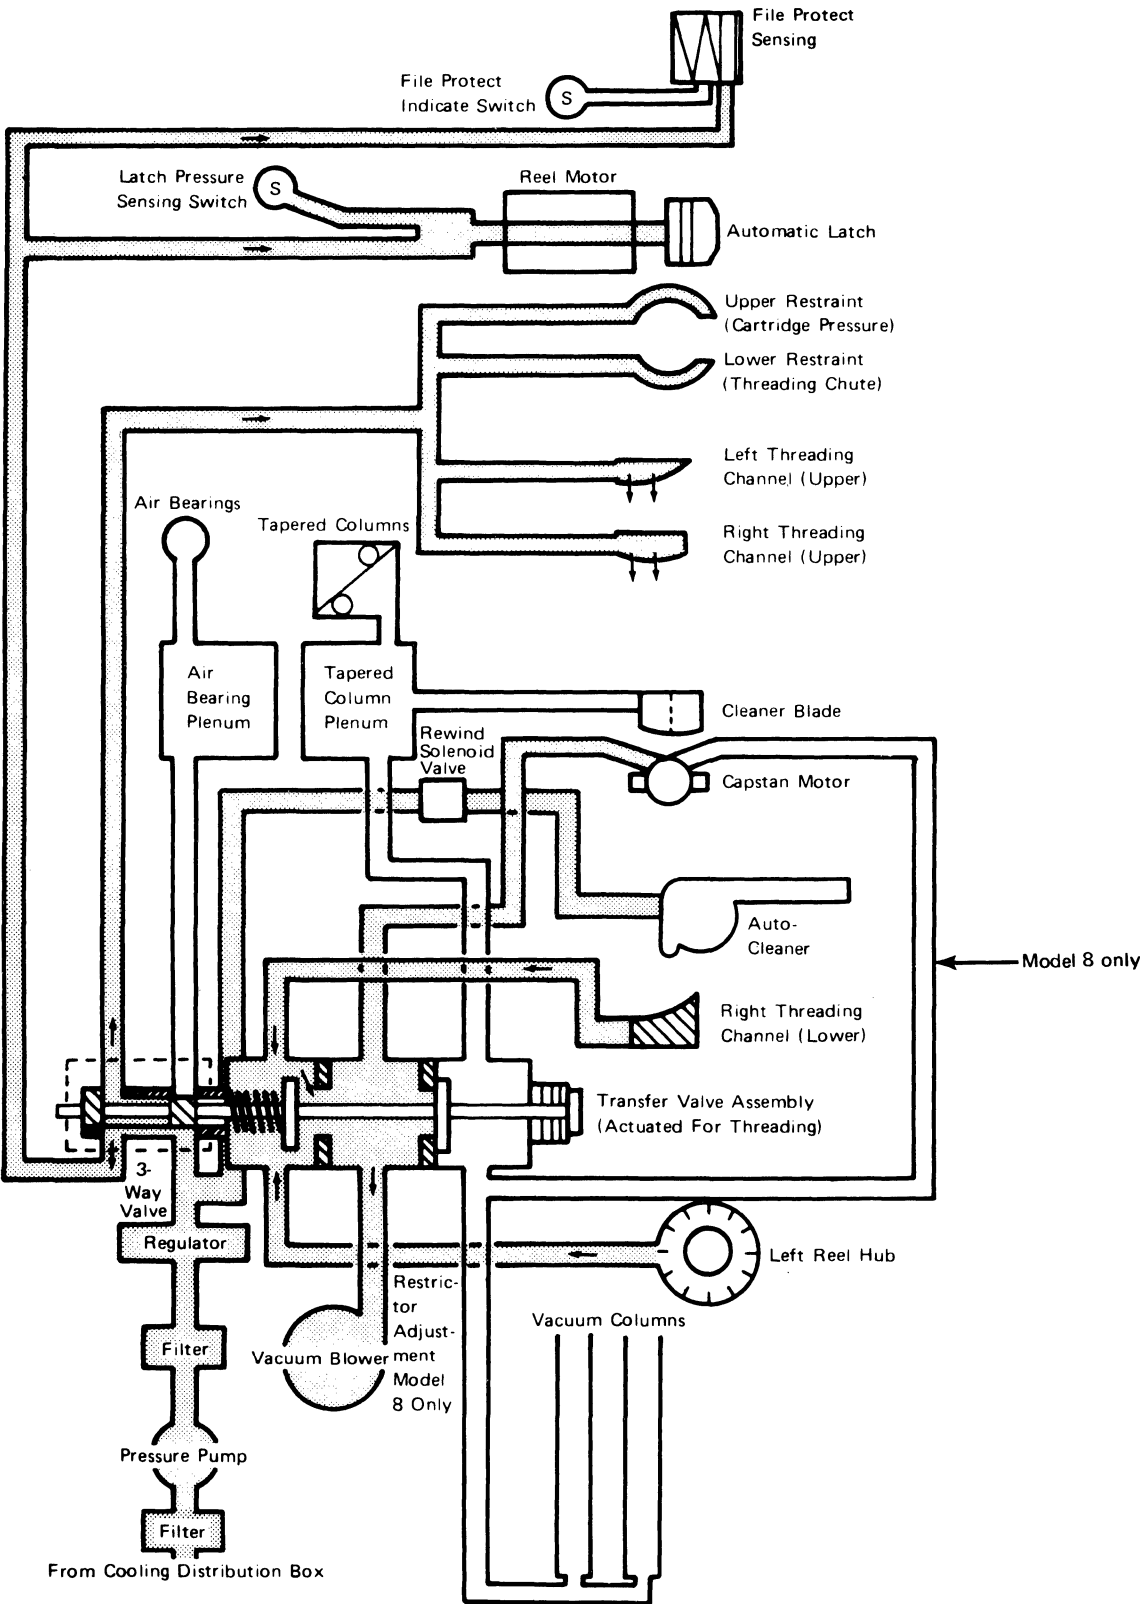 File Protect
Sensing
File Protect
Indicate Switch
S
Latch Pressure
Sensing Switch
S
Reel Motor
Automatic Latch
Upper Restraint
(Cartridge Pressure)
Lower Restraint
(Threading Chute)
Left Threading
Channel (Upper)
Air Bearings
Tapered Columns
Right Threading
Channel (Upper)
Air
Bearing
Plenum
Tapered
Column
Plenum
Cleaner Blade
Rewind
Solenoid
Valve
Capstan Motor
Auto-
Cleaner
Model 8 only
Right Threading
Channel (Lower)
Transfer Valve Assembly
(Actuated For Threading)
3-
Way
Valve
Regulator
Left Reel Hub
Restric-
tor
Adjust-
ment
Model
8 Only
Vacuum Columns
Filter
Vacuum Blower
Pressure Pump
Filter
From Cooling Distribution Box